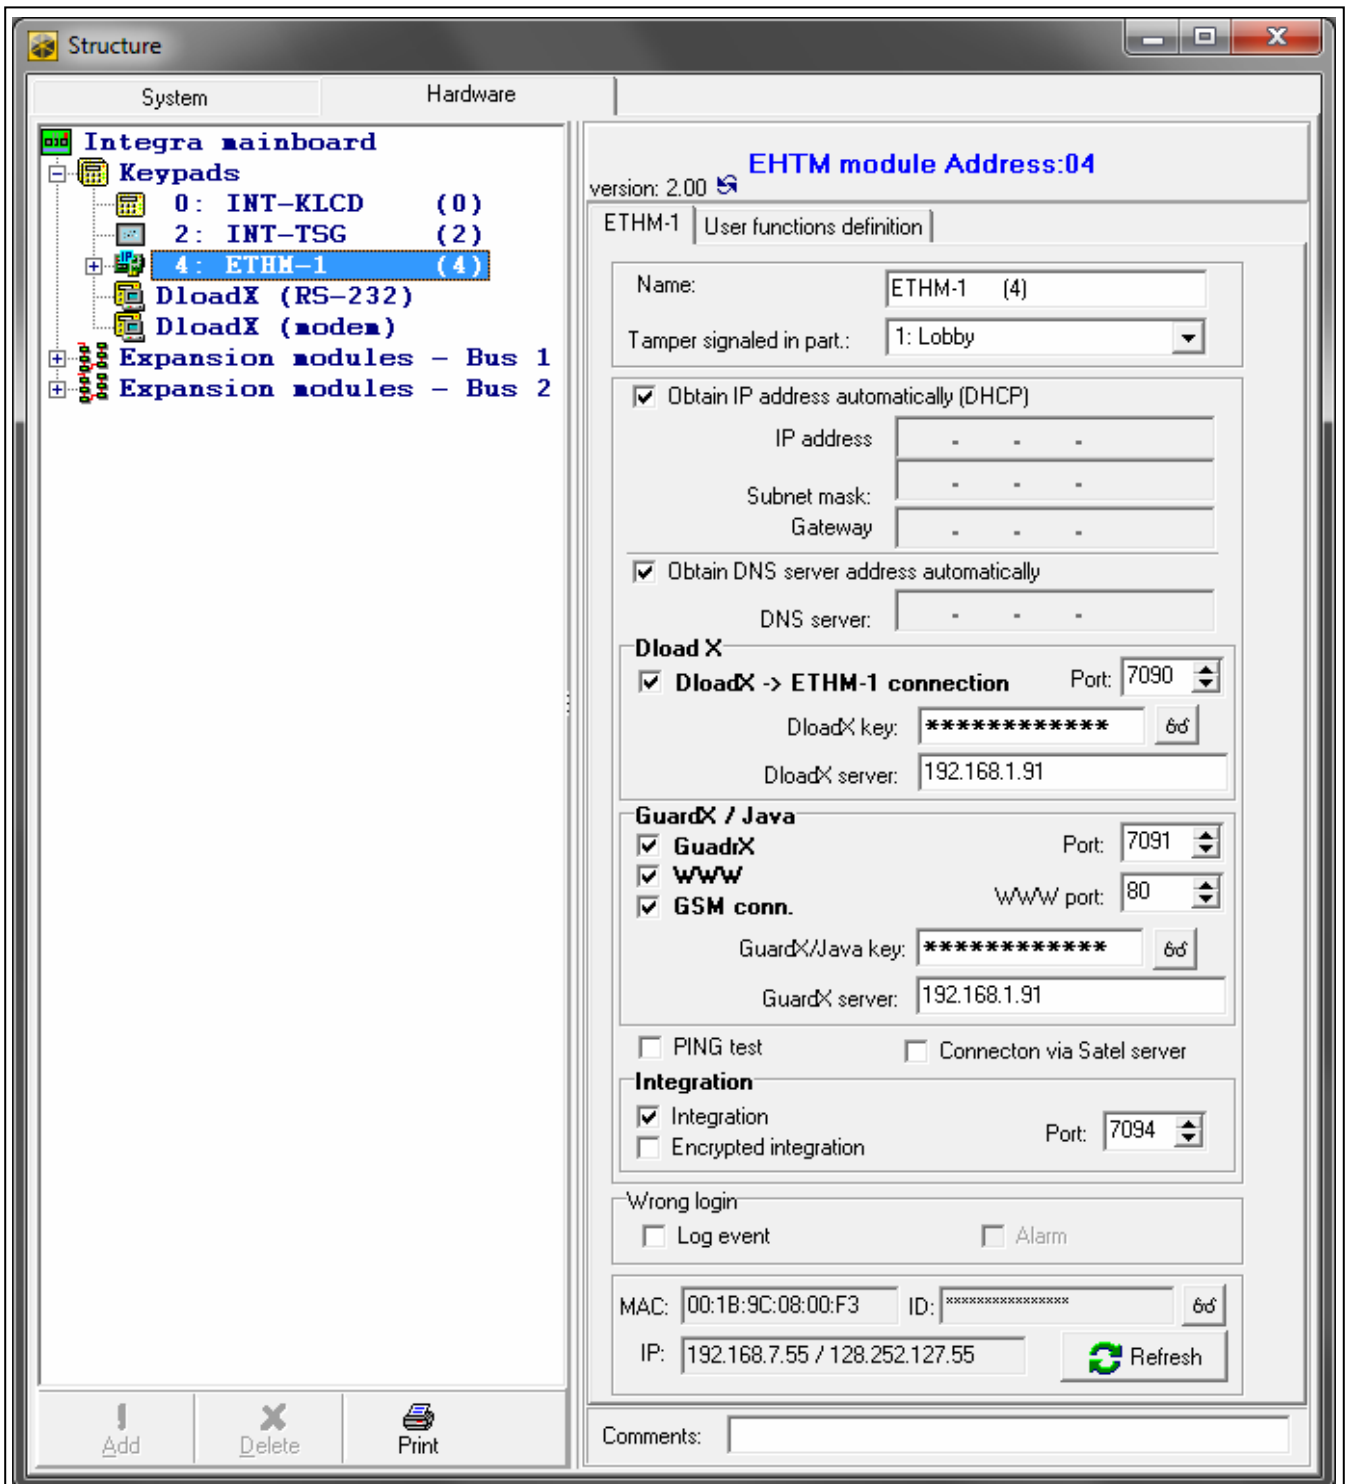 Structure
System Hardware
Integra mainboard
Keypads
0: INT-KLCD (0)
2: INT-TSG (2)
4: ETHM-1 (4)
DloadX (RS-232)
DloadX (modem)
Expansion modules - Bus 1
Expansion modules - Bus 2
Add Delete Print
EHTM module Address:04
version: 2.00
ETHM-1 User functions definition
Name: ETHM-1 (4)
Tamper signaled in part.: 1: Lobby
Obtain IP address automatically (DHCP)
IP address - - -
Subnet mask: - - -
Gateway - - -
Obtain DNS server address automatically
DNS server: - - -
Dload X
DloadX -> ETHM-1 connection Port: 7090
DloadX key: ************
DloadX server: 192.168.1.91
GuardX / Java
GuadrX Port: 7091
WWW
WWW port: 80
GSM conn.
GuardX/Java key: ************
GuardX server: 192.168.1.91
PING test Connecton via Satel server
Integration
Integration
Port: 7094
Encrypted integration
Wrong login
Log event Alarm
MAC: 00:1B:9C:08:00:F3 ID: ****************
IP: 192.168.7.55 / 128.252.127.55 Refresh
Comments: